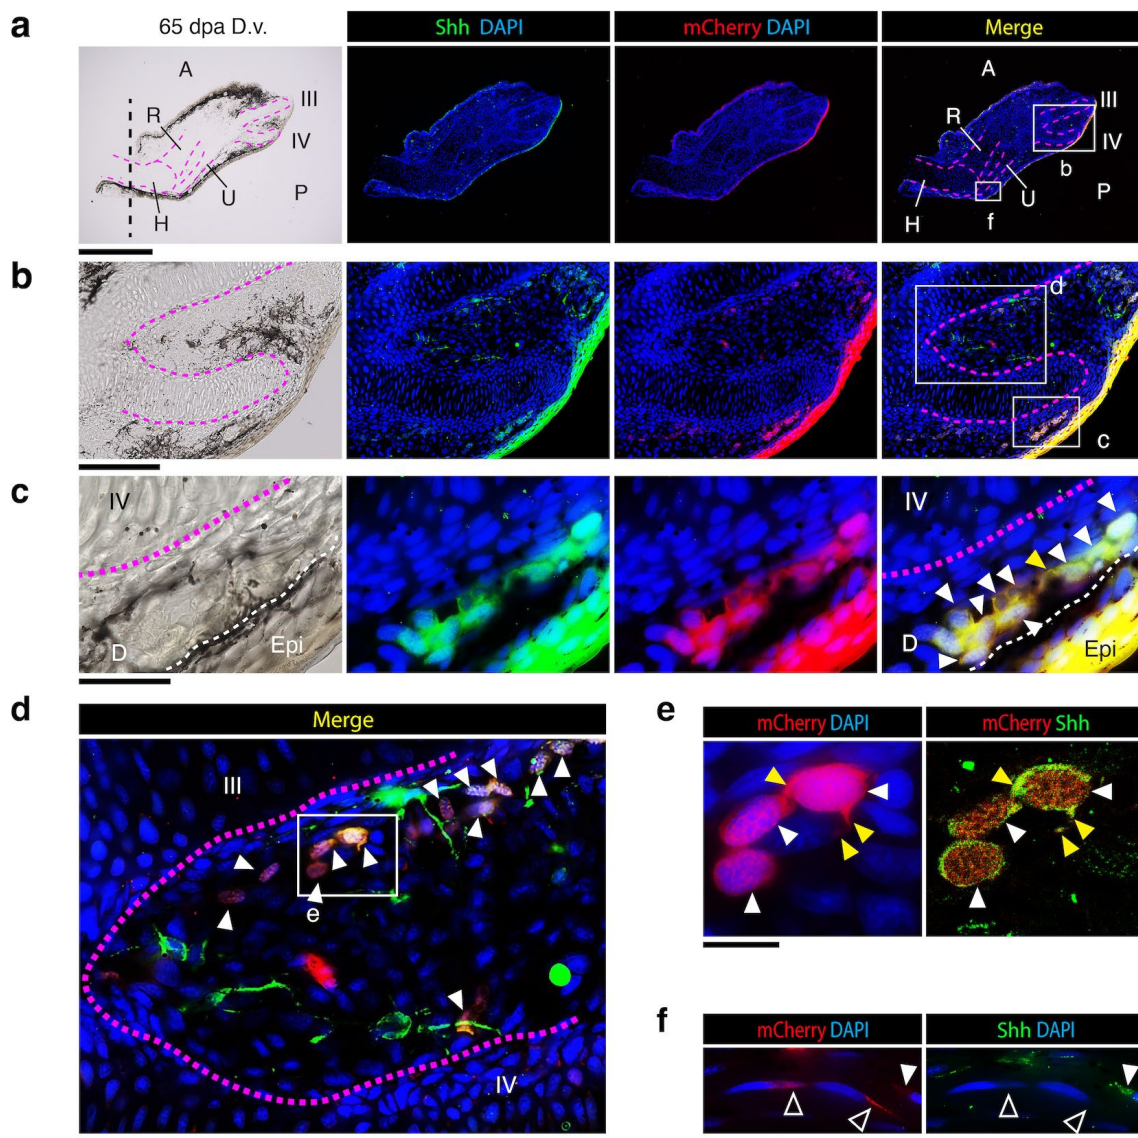 a
65 dpa D.v.
Shh DAPI
mCherry DAPI
Merge
A
R
III
IV
U
P
H
A
R
III
IV
b
P
U
f
H
b
d
c
c
IV
D
Epi
IV
D
Epi
d
Merge
III
e
IV
e
mCherry DAPI
mCherry Shh
f
mCherry DAPI
Shh DAPI